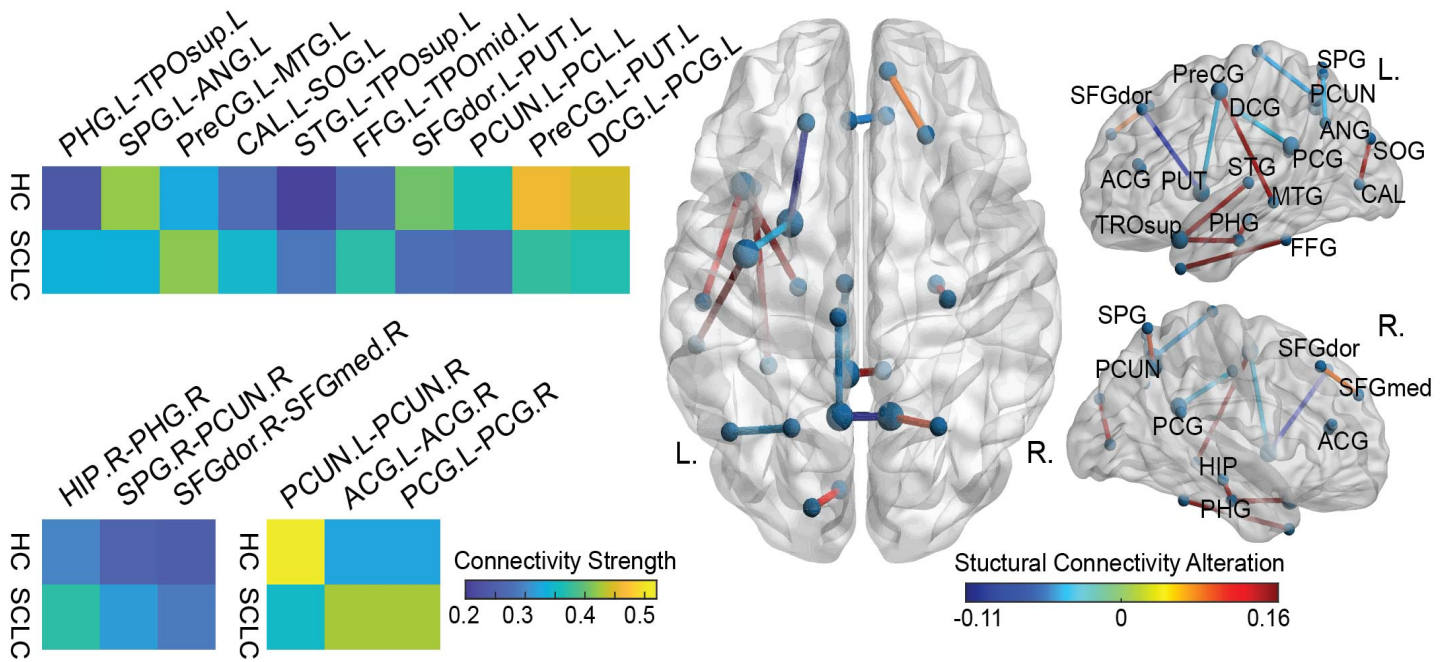 PHG.L-TPOsup.L
SPG.L-ANG.L
PreCG.L-MTG.L
CAL.L-SOG.L
STG.L-TPOsup.L
FFG.L-TPOmid.L
SFGdor.L-PUT.L
PCUN.L-PCL.L
PreCG.L-PUT.L
DCG.L-PCG.L
HC
SCLC
HIP.R-PHG.R
SPG.R-PCUN.R
SFGdor.R-SFGmed.R
HC
SCLC
PCUN.L-PCUN.R
ACG.L-ACG.R
PCG.L-PCG.R
HC
SCLC
Connectivity Strength
0.2 0.3 0.4 0.5
L.
R.
L.
SPG
PreCG
PCUN
SFGdor
DCG
ANG
SOG
PCG
STG
ACG
PUT
MTG
CAL
TROsup
PHG
FFG
R.
SPG
SFGdor
PCUN
SFGmed
PCG
ACG
HIP
PHG
Stuctural Connectivity Alteration
-0.11 0 0.16